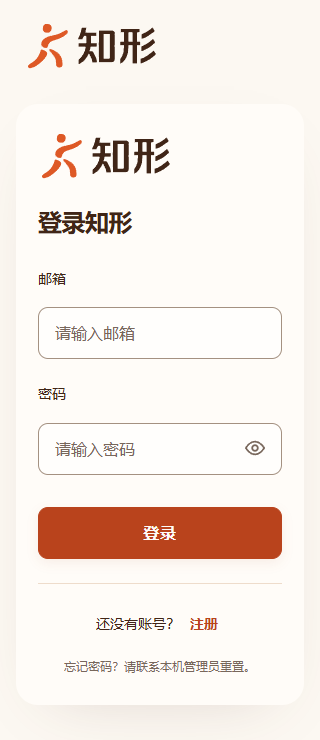 知形
知形
登录知形
邮箱
请输入邮箱
密码
请输入密码
登录
还没有账号？ 注册
忘记密码？请联系本机管理员重置。